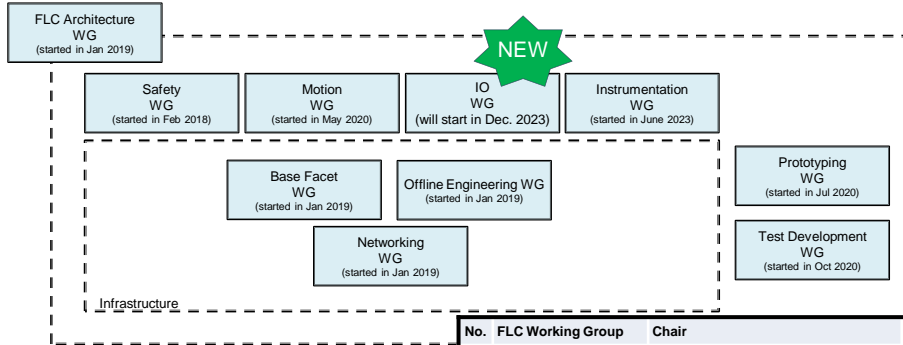 FLC Architecture
WG
(started in Jan 2019)
NEW
Safety
WG
(started in Feb 2018)
Motion
WG
(started in May 2020)
IO
WG
(will start in Dec. 2023)
Instrumentation
WG
(started in June 2023)
Base Facet
WG
(started in Jan 2019)
Offline Engineering WG
(started in Jan 2019)
Networking
WG
(started in Jan 2019)
Prototyping
WG
(started in Jul 2020)
Test Development
WG
(started in Oct 2020)
Infrastructure
No. FLC Working Group Chair